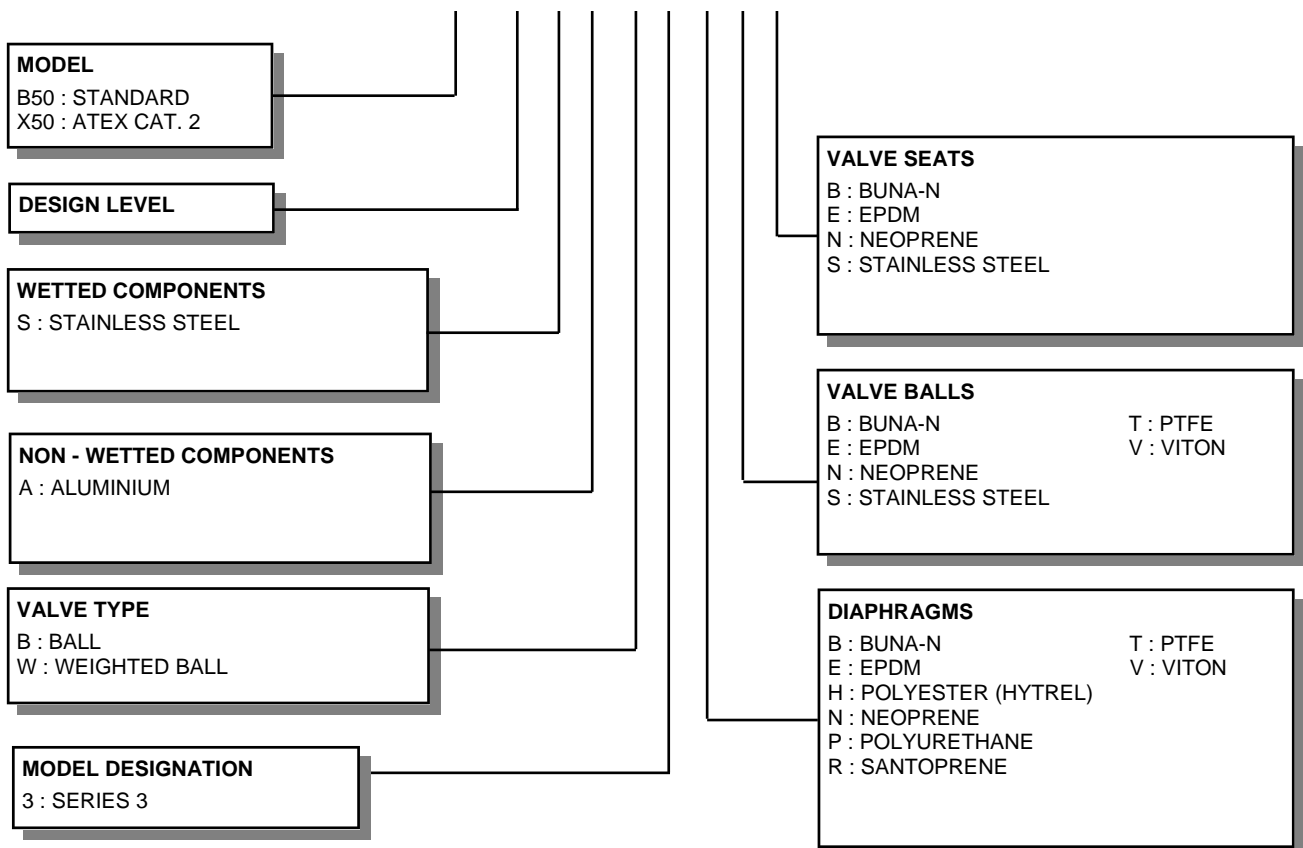 MODEL
B50 : STANDARD
X50 : ATEX CAT. 2
DESIGN LEVEL
WETTED COMPONENTS
S : STAINLESS STEEL
NON - WETTED COMPONENTS
A : ALUMINIUM
VALVE TYPE
B : BALL
W : WEIGHTED BALL
MODEL DESIGNATION
3 : SERIES 3
VALVE SEATS
B : BUNA-N
E : EPDM
N : NEOPRENE
S : STAINLESS STEEL
VALVE BALLS
B : BUNA-N T : PTFE
E : EPDM V : VITON
N : NEOPRENE
S : STAINLESS STEEL
DIAPHRAGMS
B : BUNA-N T : PTFE
E : EPDM V : VITON
H : POLYESTER (HYTREL)
N : NEOPRENE
P : POLYURETHANE
R : SANTOPRENE